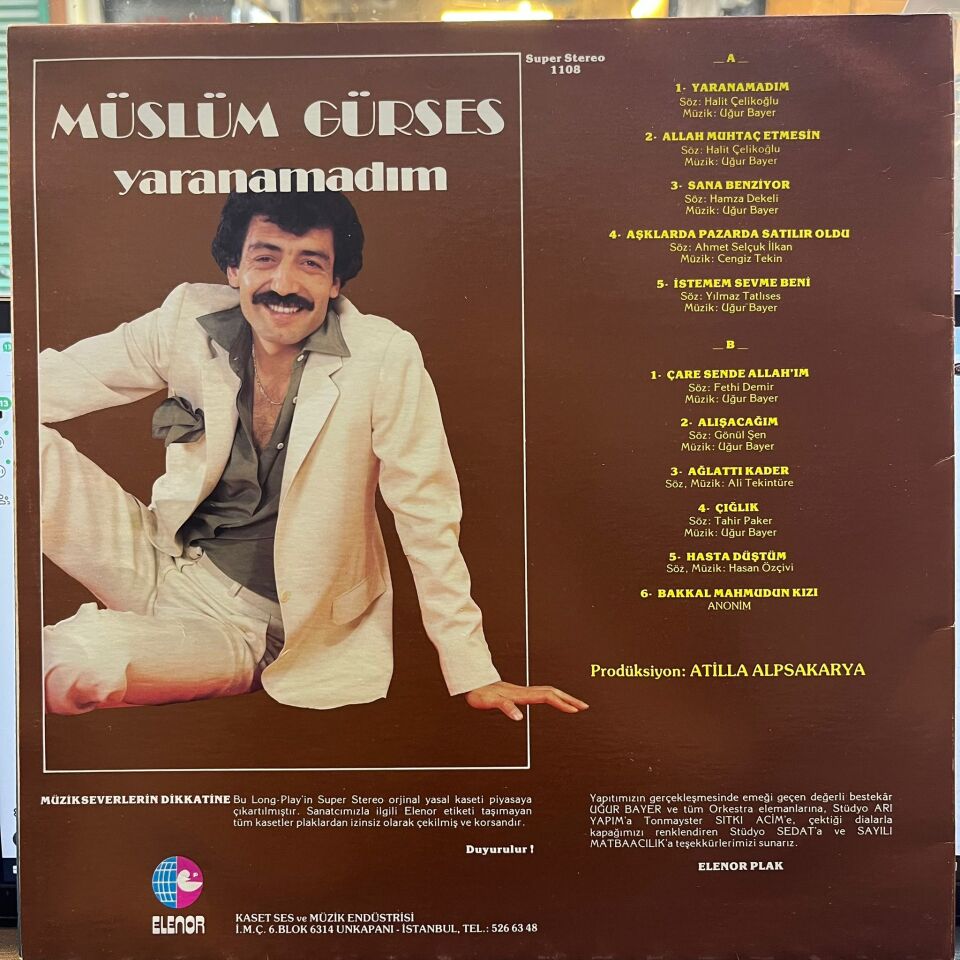 MÜSLÜM GÜRSES
yaranamadım
Super Stereo
1108
A
1- YARANAMADIM
Söz: Halit Çelikoğlu
Müzik: Uğur Bayer
2- ALLAH MUHTAÇ ETMESİN
Söz: Halit Çelikoğlu
Müzik: Uğur Bayer
3- SANA BENZİYOR
Söz: Hamza Dekeli
Müzik: Uğur Bayer
4- AŞKLARDA PAZARDA SATILIR OLDU
Söz: Ahmet Selçuk İlkan
Müzik: Cengiz Tekin
5- İSTEMEM SEVME BENİ
Söz: Yılmaz Tatlıses
Müzik: Uğur Bayer
B
1- ÇARE SENDE ALLAH'IM
Söz: Fethi Demir
Müzik: Uğur Bayer
2- ALIŞACAĞIM
Söz: Gönül Şen
Müzik: Uğur Bayer
3- AĞLATTI KADER
Söz, Müzik: Ali Tekintüre
4- ÇIĞLIK
Söz: Tahir Paker
Müzik: Uğur Bayer
5- HASTA DÜŞTÜM
Söz, Müzik: Hasan Özçivi
6- BAKKAL MAHMUDUN KIZI
ANONİM
Prodüksiyon: ATİLLA ALPSAKARYA
MÜZİKSEVERLERİN DİKKATİNE Bu Long-Play'in Super Stereo orjinal yasal kaseti piyasaya
çıkartılmıştır. Sanatcımızla ilgili Elenor etiketi taşımayan
tüm kasetler plaklardan izinsiz olarak çekilmiş ve korsandır.
Duyurulur !
Yapıtımızın gerçekleşmesinde emeği geçen değerli bestekâr
UĞUR BAYER ve tüm Orkestra elemanlarına, Stüdyo ARI
YAPIM'a Tonmayster SITKI ACİM'e, çektiği dialarla
kapağımızı renklendiren Stüdyo SEDAT'a ve SAYILI
MATBAACILIK'a teşekkürlerimizi sunarız.
ELENOR PLAK
ELENOR
KASET SES ve MÜZİK ENDÜSTRİSİ
İ.M.Ç. 6.BLOK 6314 UNKAPANI - İSTANBUL, TEL.: 526 63 48